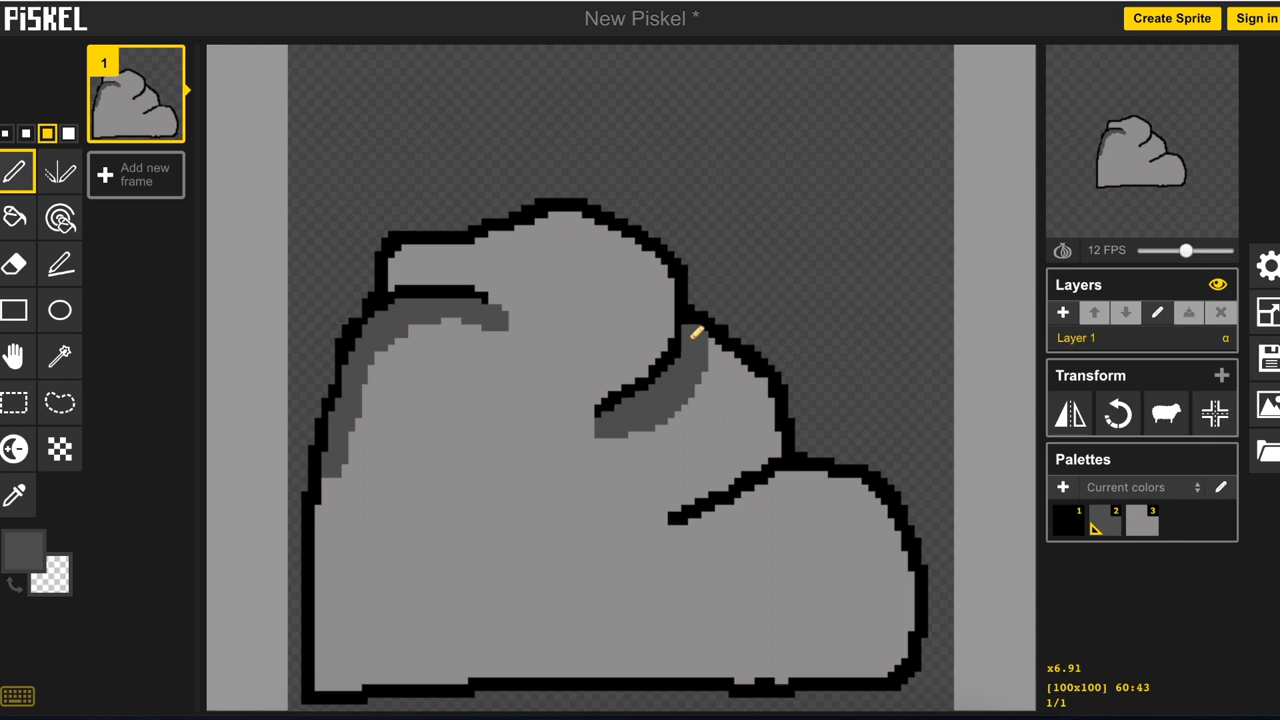 PiSKEL
New Piskel *
Create Sprite
Sign in
1
Add new
frame
12 FPS
Layers
Layer 1
α
Transform
Palettes
Current colors
1
2
3
x6.91
[100x100] 60:43
1/1